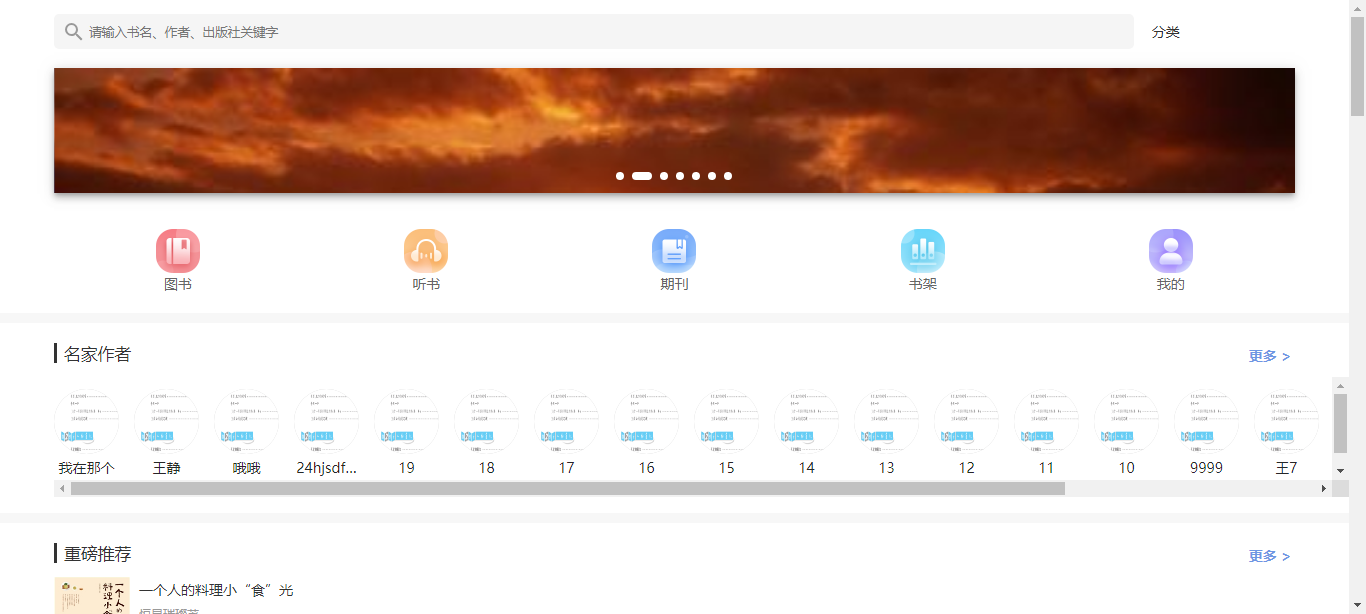 请输入书名、作者、出版社关键字
分类
图书 听书 期刊 书架 我的
名家作者 更多 >
我在那个 王静 哦哦 24hjsdf... 19 18 17 16 15 14 13 12 11 10 9999 王7
重磅推荐 更多 >
一个人的料理小“食”光